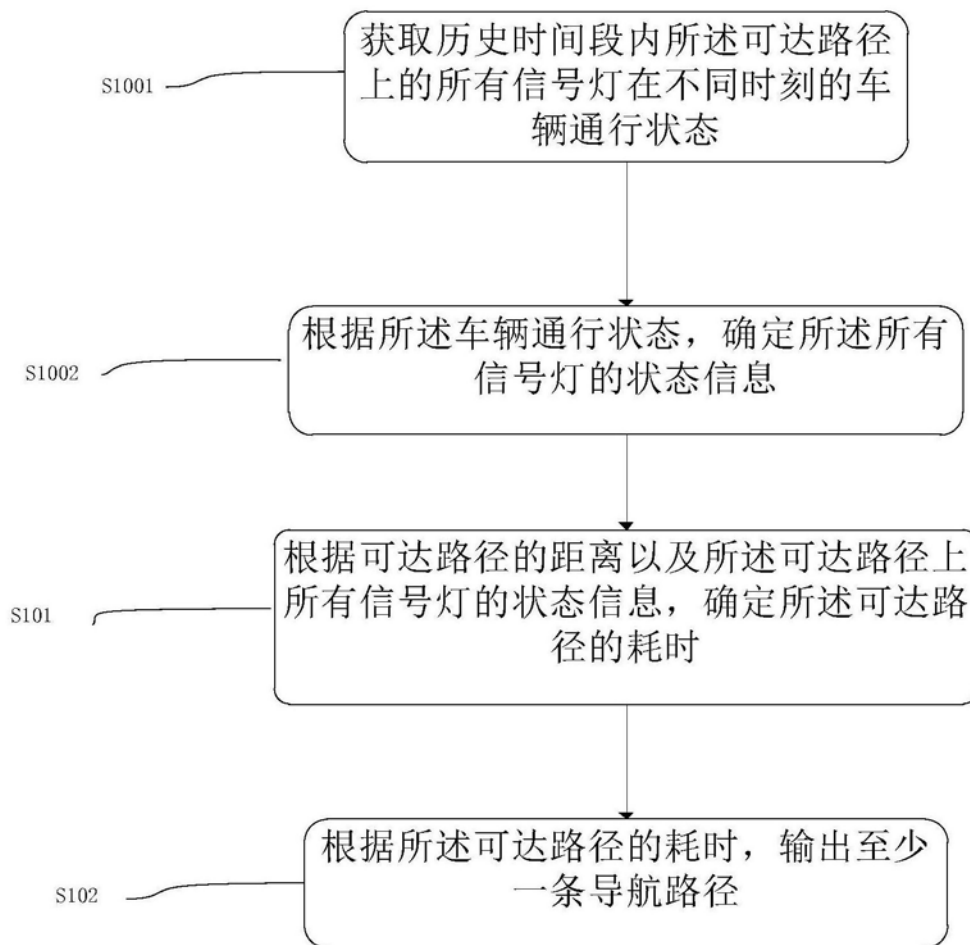 获取历史时间段内所述可达路径
上的所有信号灯在不同时刻的车
辆通行状态
S1001
根据所述车辆通行状态，确定所述所有
信号灯的状态信息
S1002
根据可达路径的距离以及所述可达路径上
所有信号灯的状态信息，确定所述可达路
径的耗时
S101
根据所述可达路径的耗时，输出至少
一条导航路径
S102